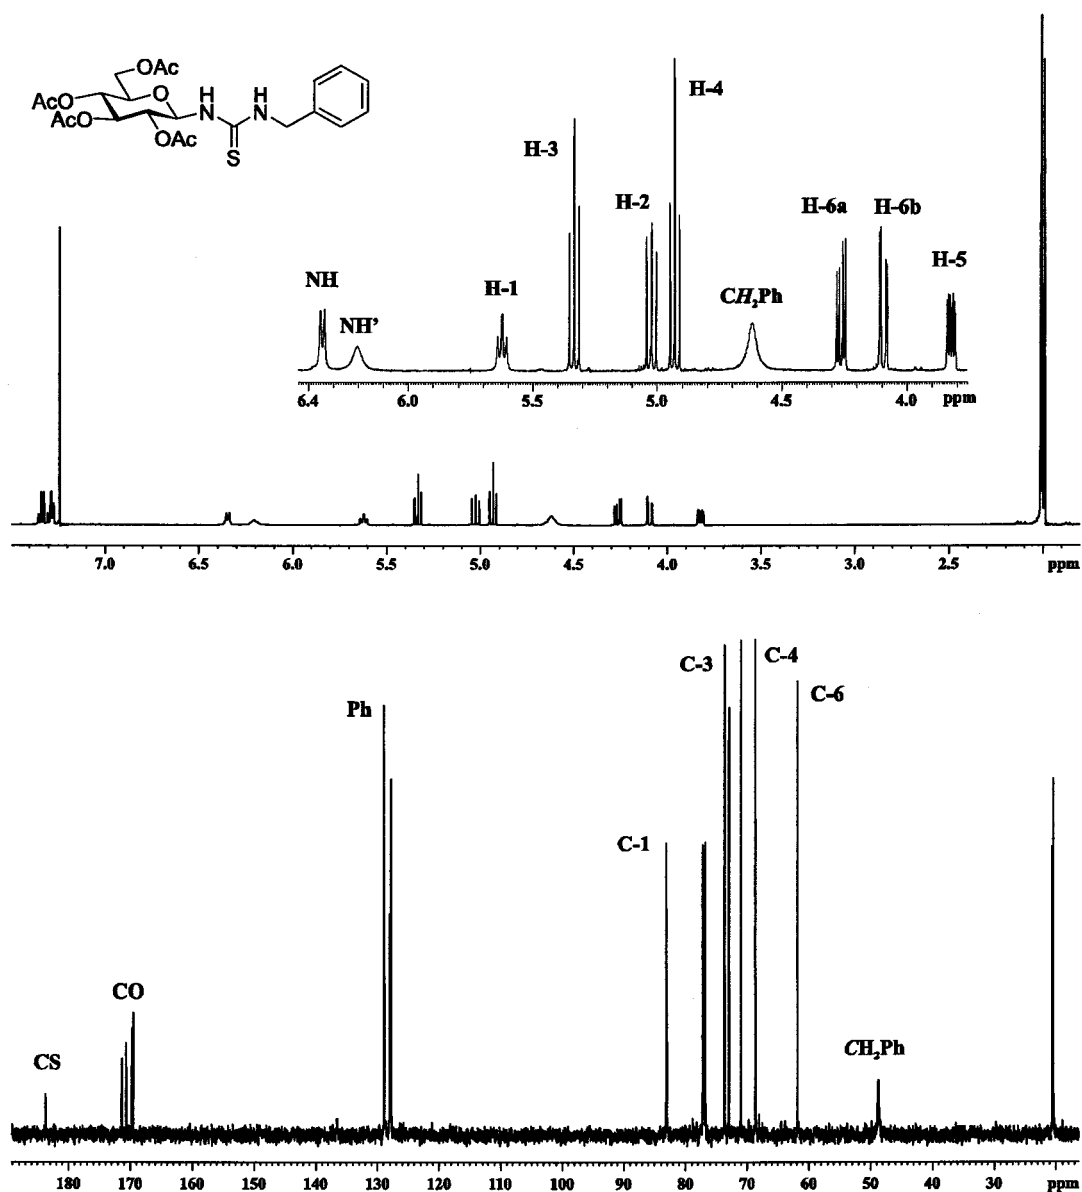 OAc
AcO
O
H
N
H
N
AcO
OAc
S
H-4
H-3
H-2
H-6a
H-6b
H-5
NH
NH'
H-1
CH₂Ph
6.4
6.0
5.5
5.0
4.5
4.0
ppm
7.0
6.5
6.0
5.5
5.0
4.5
4.0
3.5
3.0
2.5
ppm
C-3
C-4
C-6
Ph
C-1
CO
CS
CH₂Ph
180
170
160
150
140
130
120
110
100
90
80
70
60
50
40
30
ppm